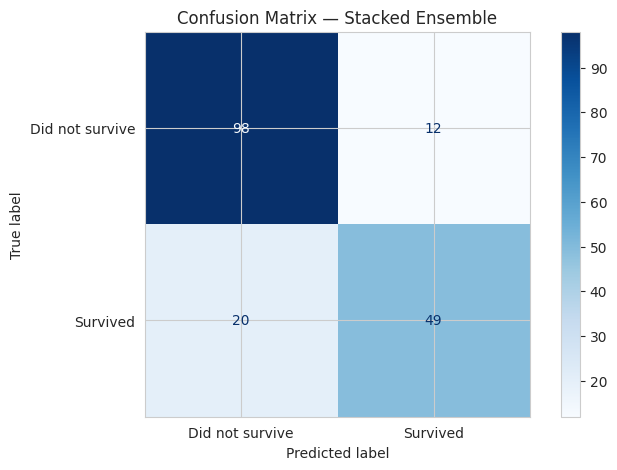 Confusion Matrix — Stacked Ensemble
True label
Did not survive
98
12
Survived
20
49
Did not survive
Survived
Predicted label
90
80
70
60
50
40
30
20